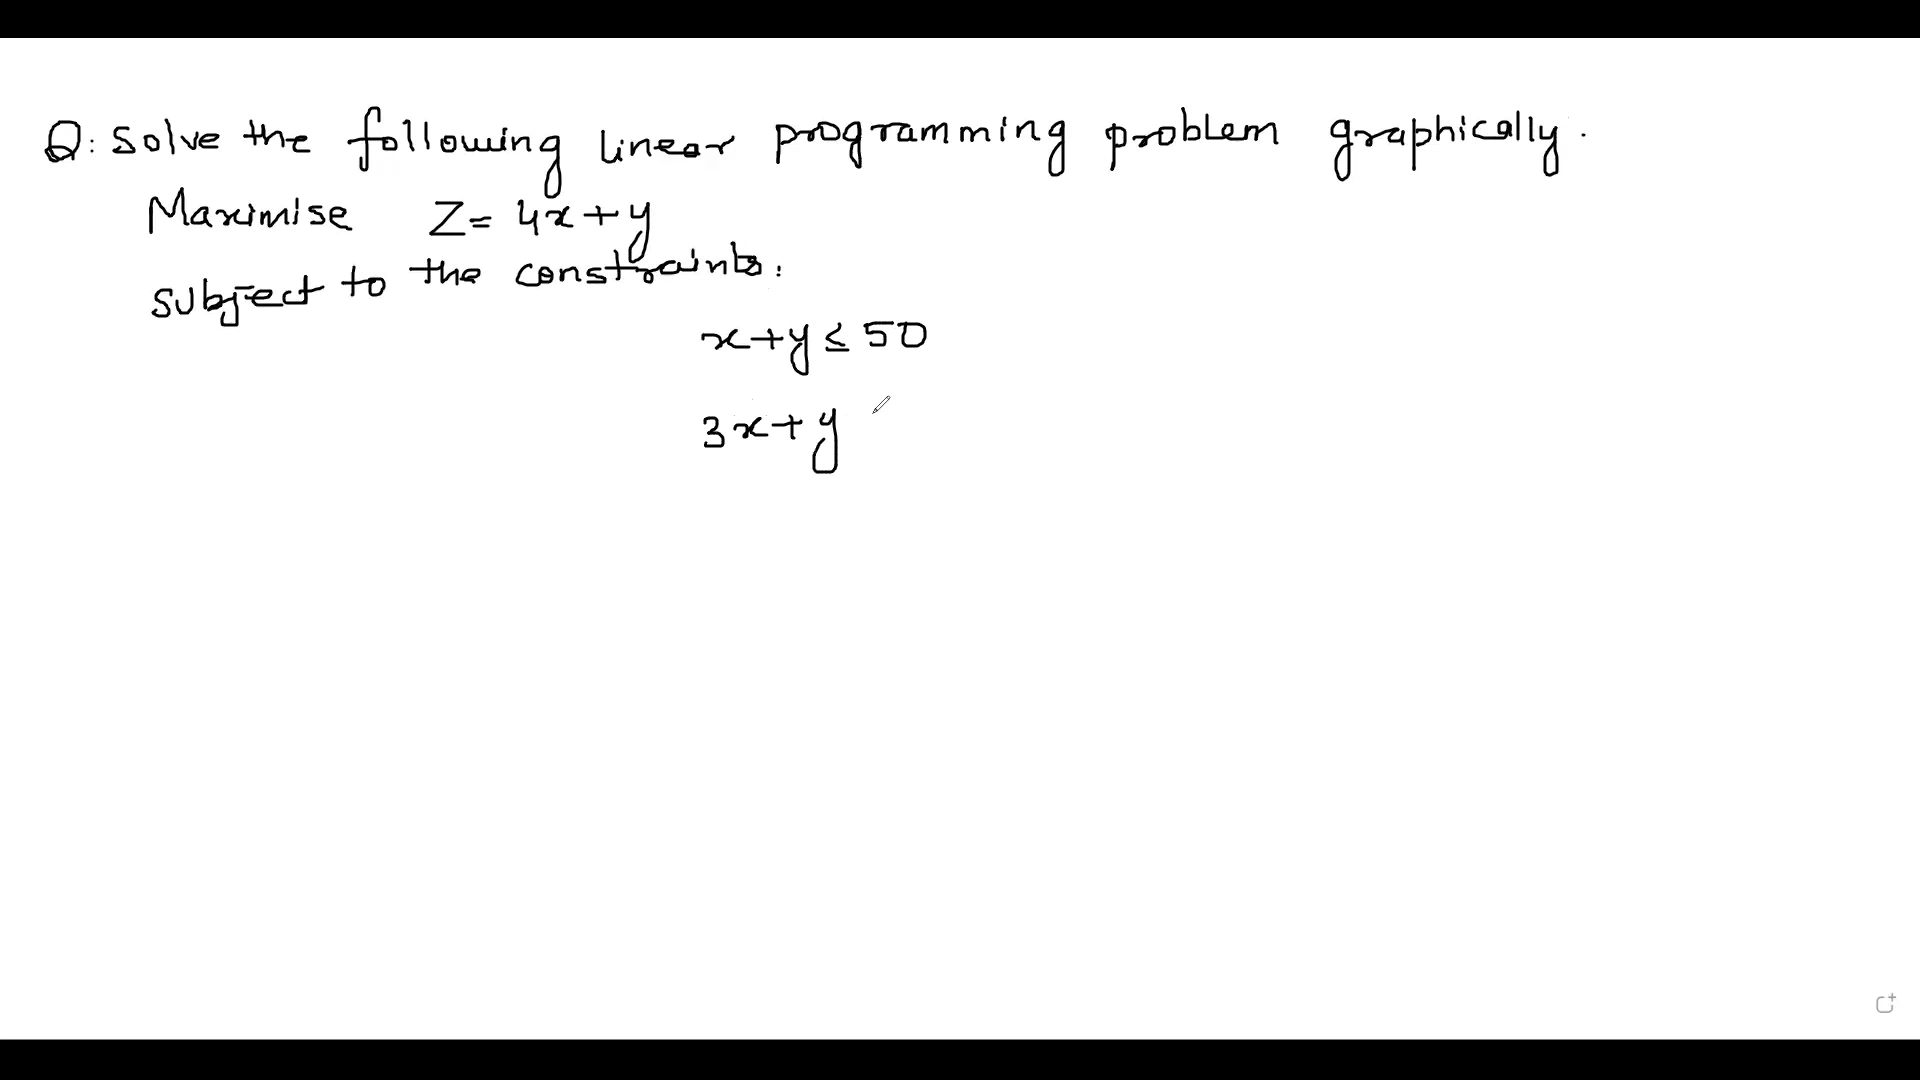 Q: Solve the following linear programming problem graphically.
Maximise Z = 4x + y
subject to the constraints:
x + y ≤ 50
3x + y